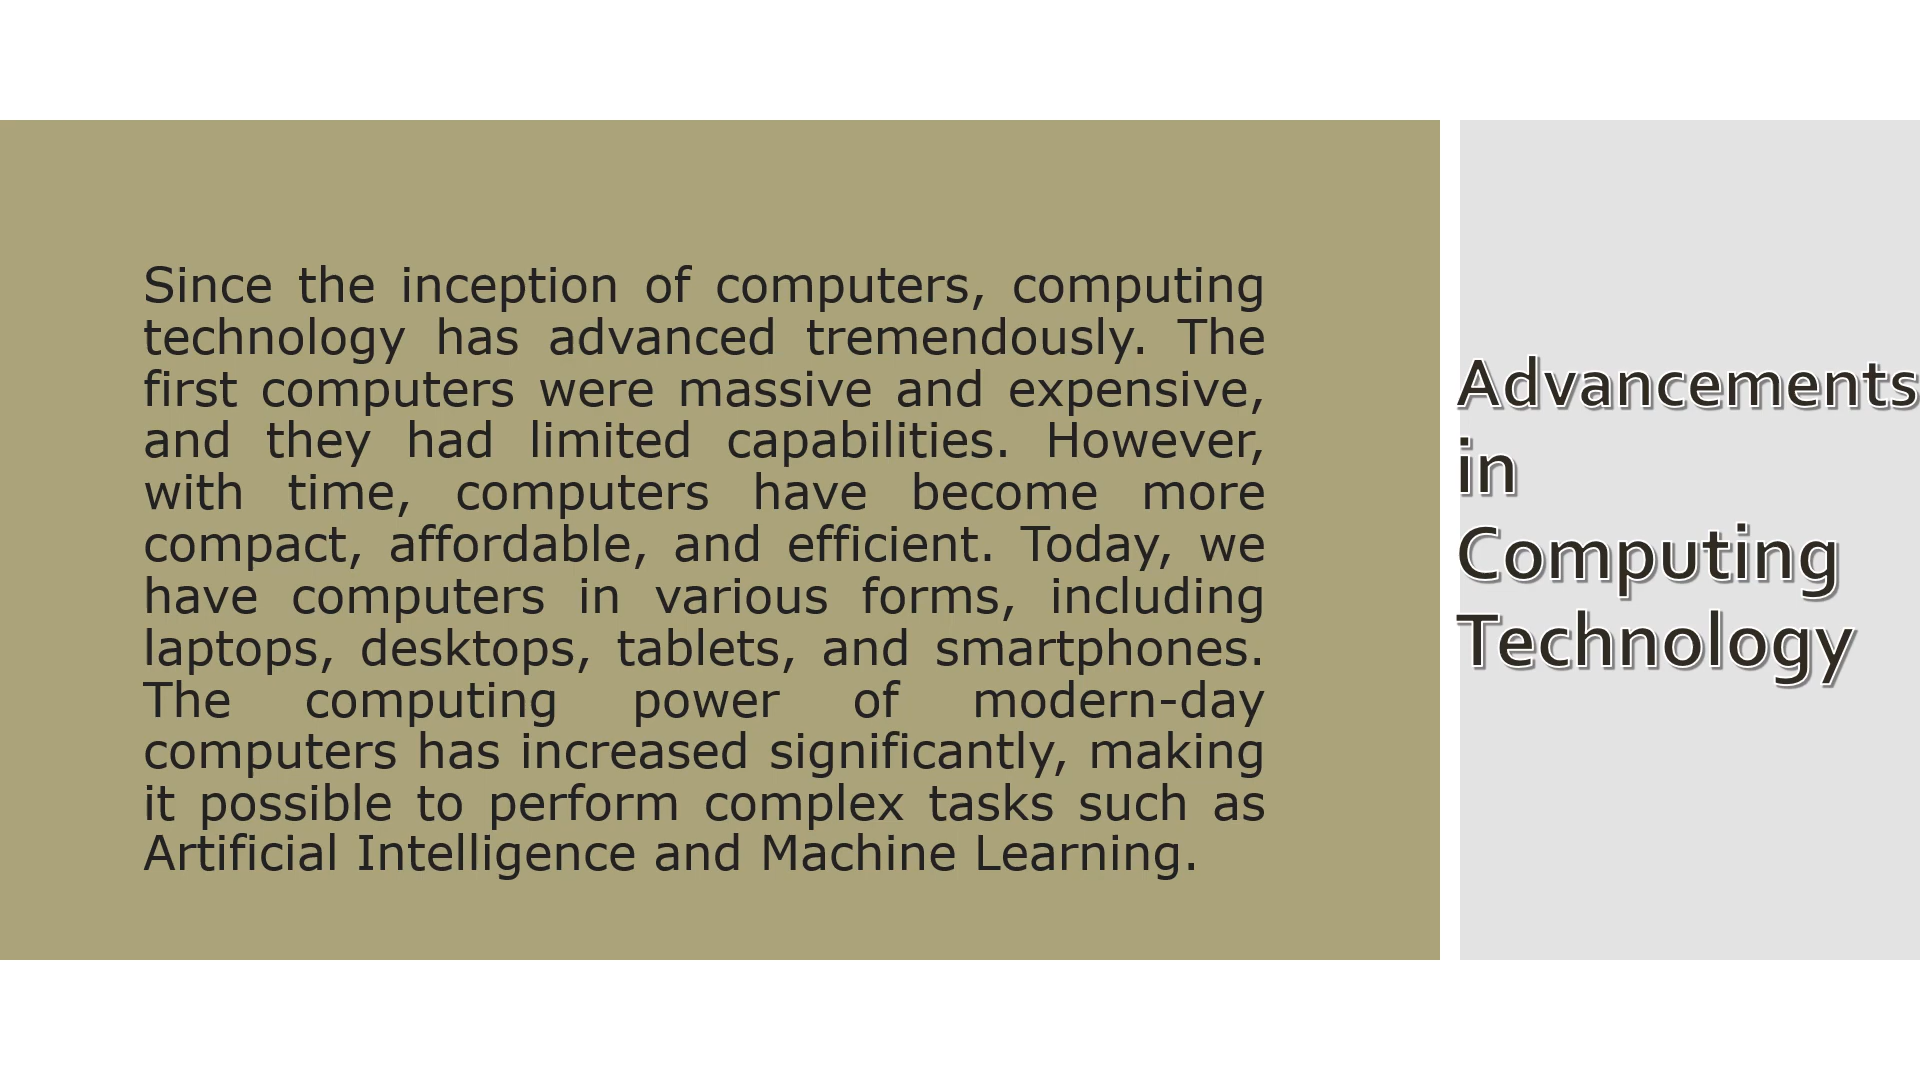 Since the inception of computers, computing
technology has advanced tremendously. The
first computers were massive and expensive,
and they had limited capabilities. However,
with time, computers have become more
compact, affordable, and efficient. Today, we
have computers in various forms, including
laptops, desktops, tablets, and smartphones.
The computing power of modern-day
computers has increased significantly, making
it possible to perform complex tasks such as
Artificial Intelligence and Machine Learning.
Advancements
in
Computing
Technology